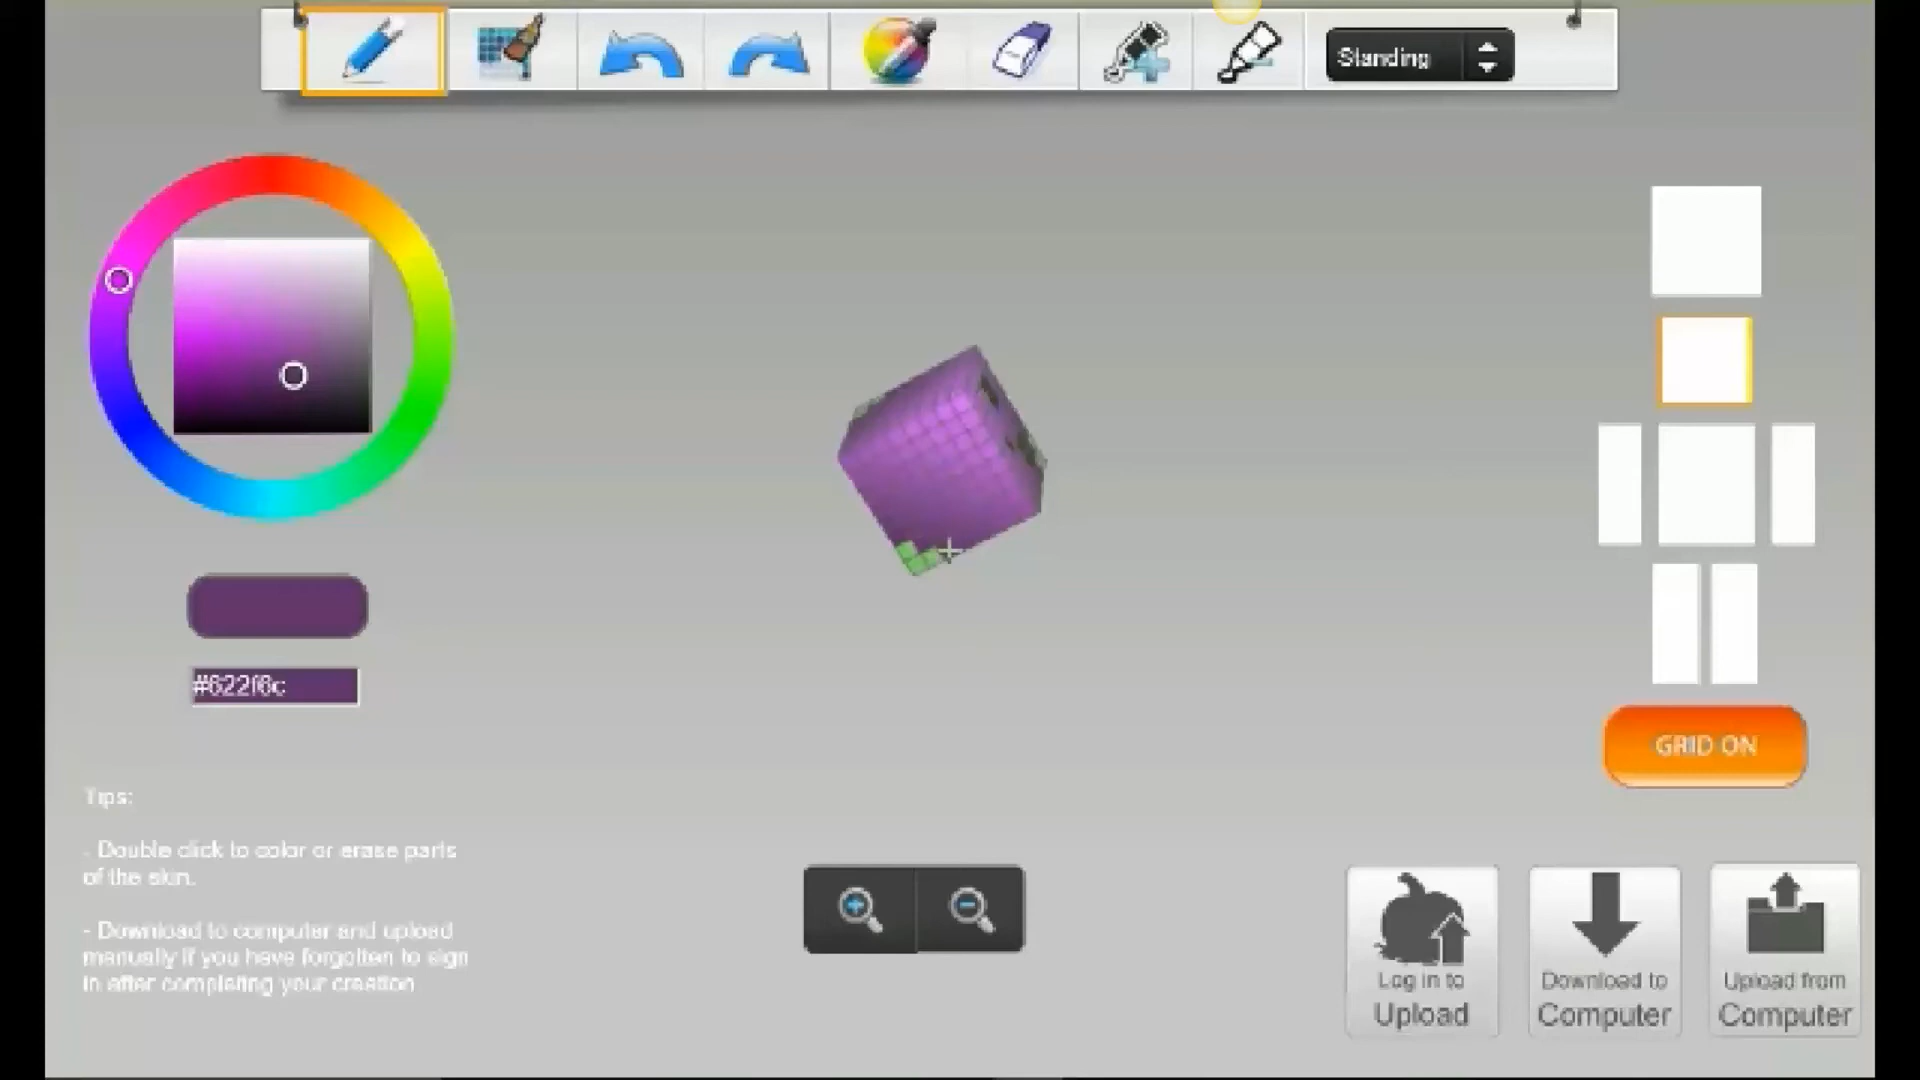 Standing
#622f6c
GRID ON
Tips:
- Double click to color or erase parts
of the skin.
- Download to computer and upload
manually if you have forgotten to sign
in after completing your creation
Log in to
Upload
Download to
Computer
Upload from
Computer